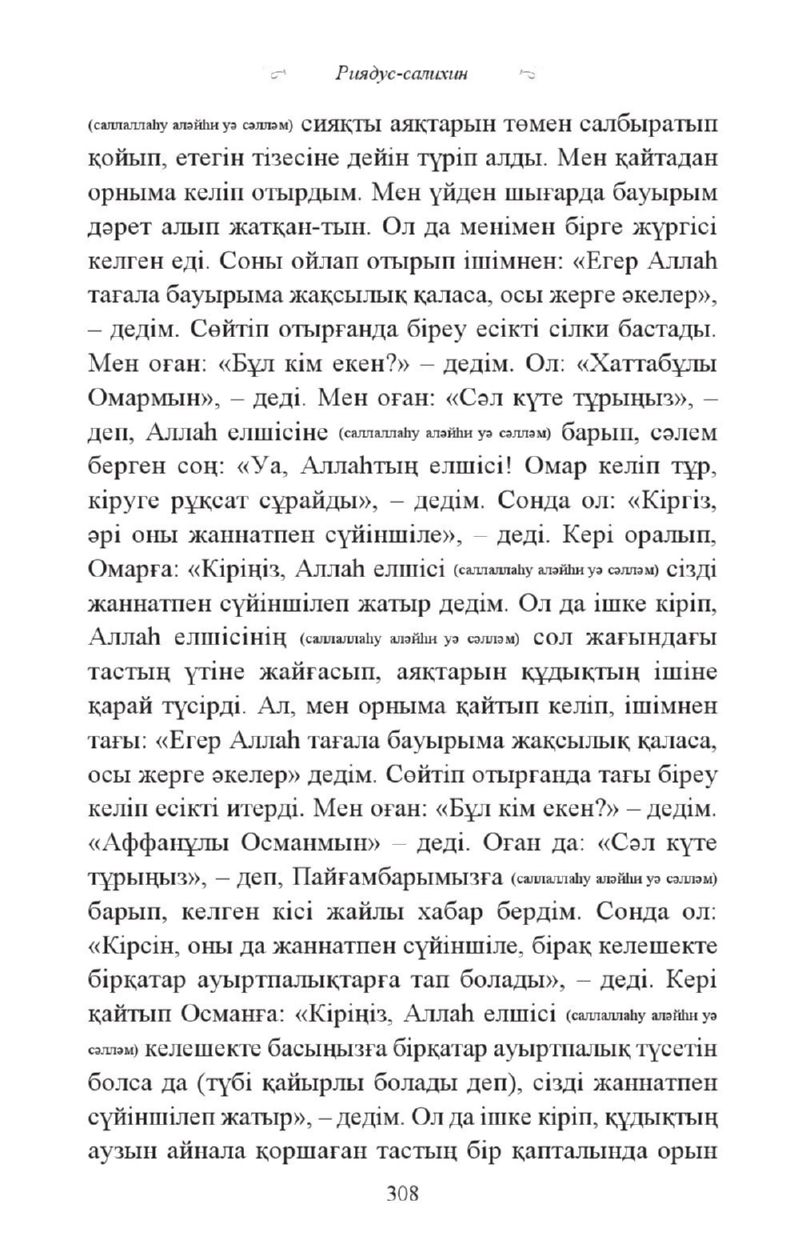 Риядус-салихин
(саллаллаһу аләйһи уә сәлләм) сияқты аяқтарын төмен салбыратып
қойып, етегін тізесіне дейін түріп алды. Мен қайтадан
орныма келіп отырдым. Мен үйден шығарда бауырым
дәрет алып жатқан-тын. Ол да менімен бірге жүргісі
келген еді. Соны ойлап отырып ішімнен: «Егер Аллаһ
тағала бауырыма жақсылық қаласа, осы жерге әкелер»,
– дедім. Сөйтіп отырғанда біреу есікті сілки бастады.
Мен оған: «Бұл кім екен?» – дедім. Ол: «Хаттабұлы
Омармын», – деді. Мен оған: «Сәл күте тұрыңыз», –
деп, Аллаһ елшісіне (саллаллаһу аләйһи уә сәлләм) барып, сәлем
берген соң: «Уа, Аллаһтың елшісі! Омар келіп тұр,
кіруге рұқсат сұрайды», – дедім. Сонда ол: «Кіргіз,
әрі оны жаннатпен сүйіншіле», – деді. Кері оралып,
Омарға: «Кіріңіз, Аллаһ елшісі (саллаллаһу аләйһи уә сәлләм) сізді
жаннатпен сүйіншілеп жатыр дедім. Ол да ішке кіріп,
Аллаһ елшісінің (саллаллаһу аләйһи уә сәлләм) сол жағындағы
тастың үтіне жайғасып, аяқтарын құдықтың ішіне
қарай түсірді. Ал, мен орныма қайтып келіп, ішімнен
тағы: «Егер Аллаһ тағала бауырыма жақсылық қаласа,
осы жерге әкелер» дедім. Сөйтіп отырғанда тағы біреу
келіп есікті итерді. Мен оған: «Бұл кім екен?» – дедім.
«Аффанұлы Османмын» – деді. Оған да: «Сәл күте
тұрыңыз», – деп, Пайғамбарымызға (саллаллаһу аләйһи уә сәлләм)
барып, келген кісі жайлы хабар бердім. Сонда ол:
«Кірсін, оны да жаннатпен сүйіншіле, бірақ келешекте
бірқатар ауыртпалықтарға тап болады», – деді. Кері
қайтып Османға: «Кіріңіз, Аллаһ елшісі (саллаллаһу аләйһи уә
сәлләм) келешекте басыңызға бірқатар ауыртпалық түсетін
болса да (түбі қайырлы болады деп), сізді жаннатпен
сүйіншілеп жатыр», – дедім. Ол да ішке кіріп, құдықтың
аузын айнала қоршаған тастың бір қапталында орын
308